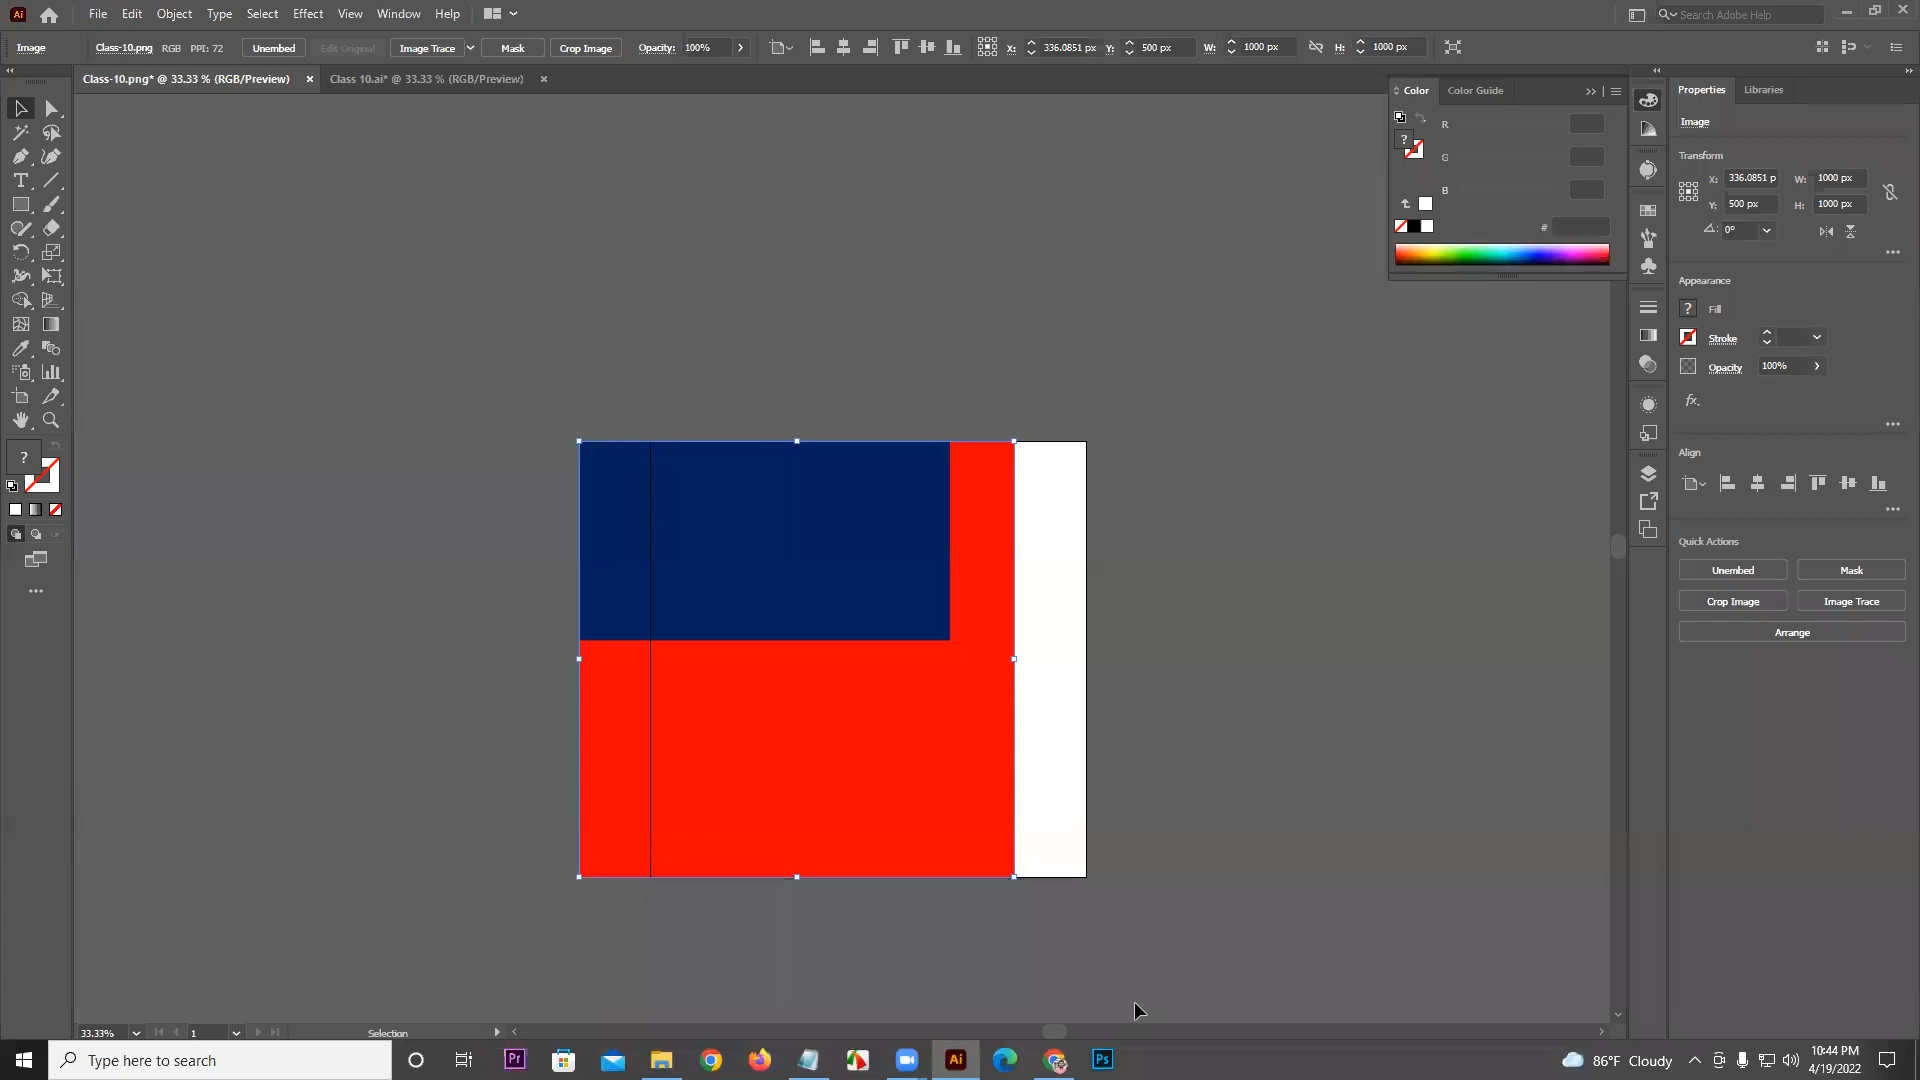 Ai File Edit Object Type Select Effect View Window Help Search Adobe Help
Image Class-10.png RGB PPI: 72 Unembed Edit Original Image Trace Mask Crop Image Opacity: 100% X: 336.0851 px Y: 500 px W: 1000 px H: 1000 px
Class-10.png* @ 33.33 % (RGB/Preview) Class 10.ai* @ 33.33 % (RGB/Preview)
Color Color Guide
R
G
B
#
?
Properties Libraries
Image
Transform
X: 336.0851 p W: 1000 px
Y: 500 px H: 1000 px
0°
Appearance
? Fill
Stroke
Opacity 100%
fx.
Align
Quick Actions
Unembed Mask
Crop Image Image Trace
Arrange
T
?
33.33% 1 Selection
Type here to search Pr Ai Ps 86°F Cloudy 10:44 PM
4/19/2022